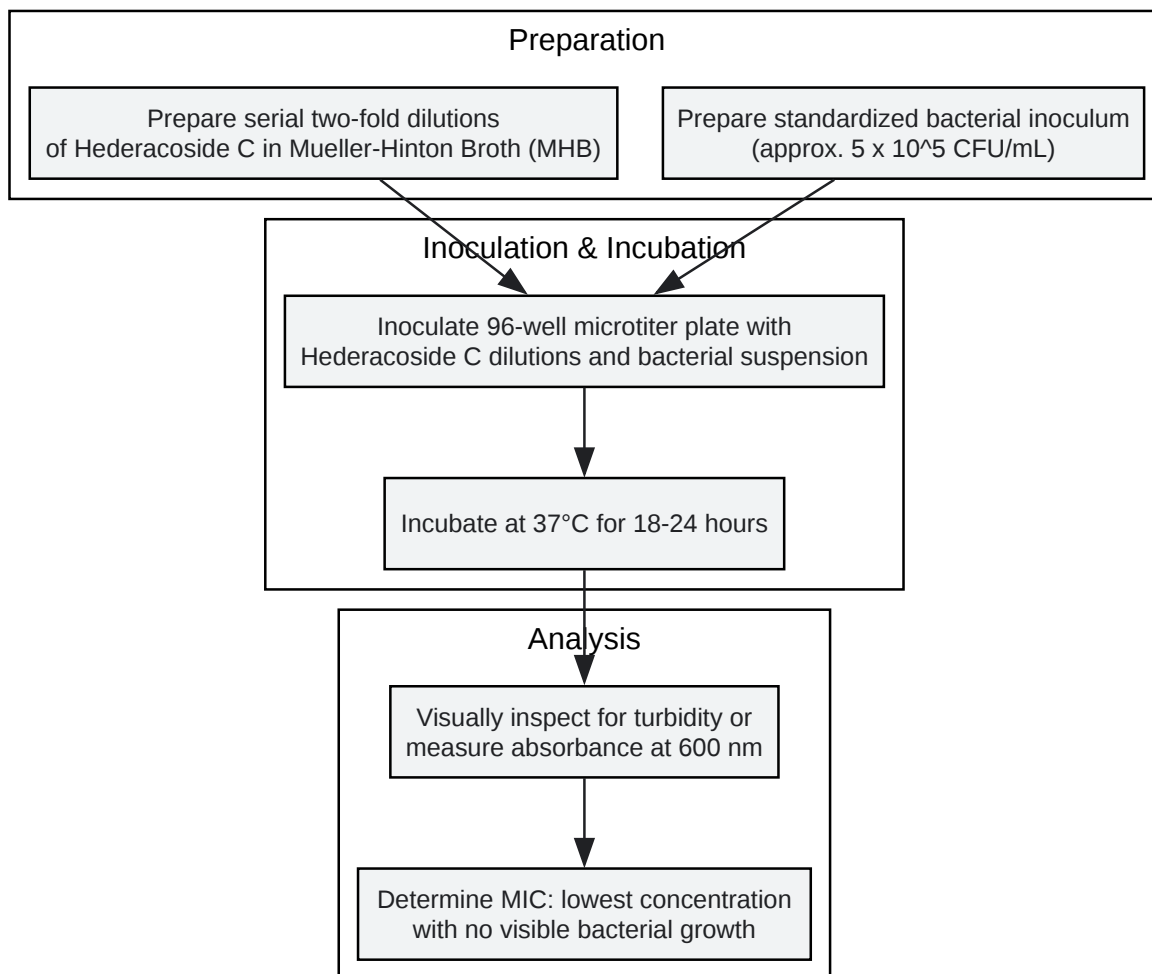 Preparation
Prepare serial two-fold dilutions
of Hederacoside C in Mueller-Hinton Broth (MHB)
Prepare standardized bacterial inoculum
(approx. 5 x 10^5 CFU/mL)
Inoculation & Incubation
Inoculate 96-well microtiter plate with
Hederacoside C dilutions and bacterial suspension
Incubate at 37°C for 18-24 hours
Analysis
Visually inspect for turbidity or
measure absorbance at 600 nm
Determine MIC: lowest concentration
with no visible bacterial growth